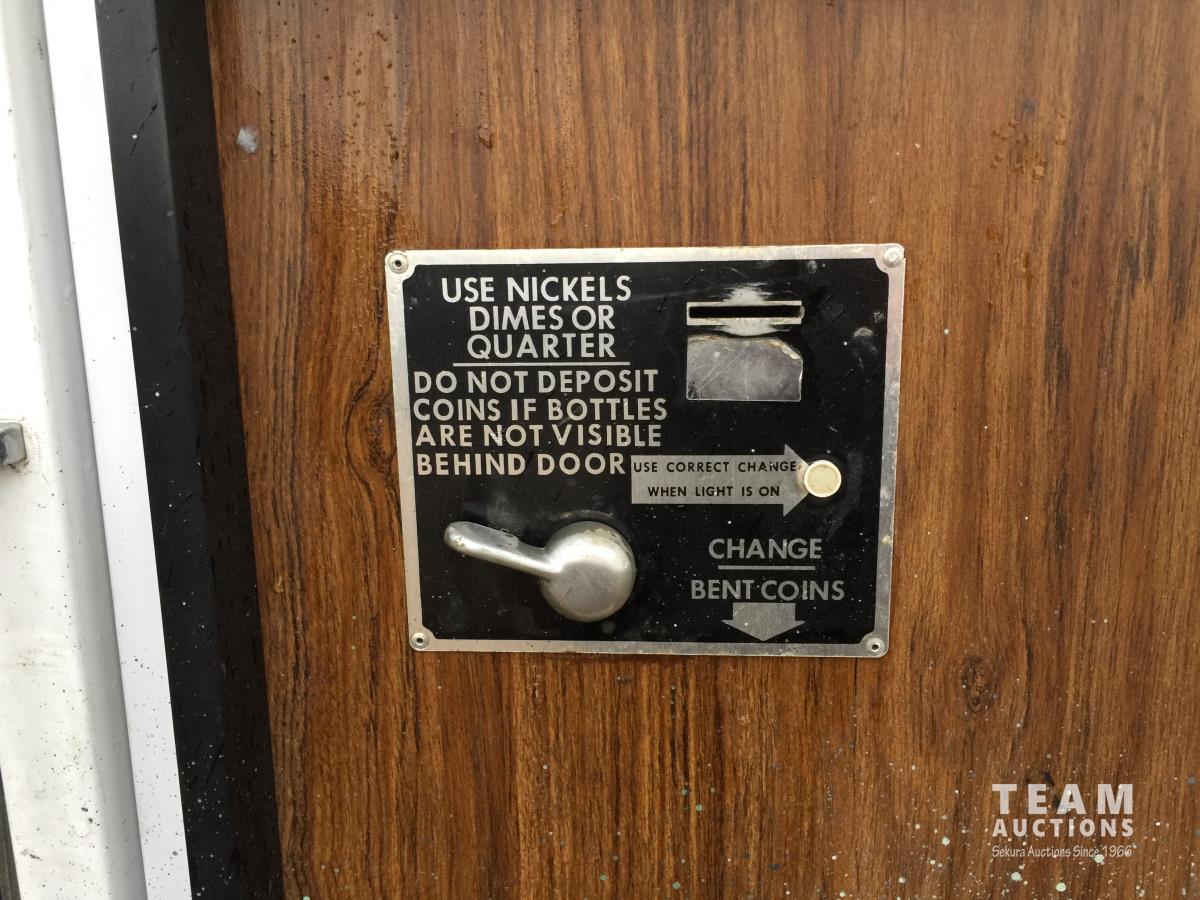 USE NICKELS
DIMES OR
QUARTER
DO NOT DEPOSIT
COINS IF BOTTLES
ARE NOT VISIBLE
BEHIND DOOR
USE CORRECT CHANGE
WHEN LIGHT IS ON
CHANGE
BENT COINS
TEAM
AUCTIONS
Sekura Auctions Since 1966